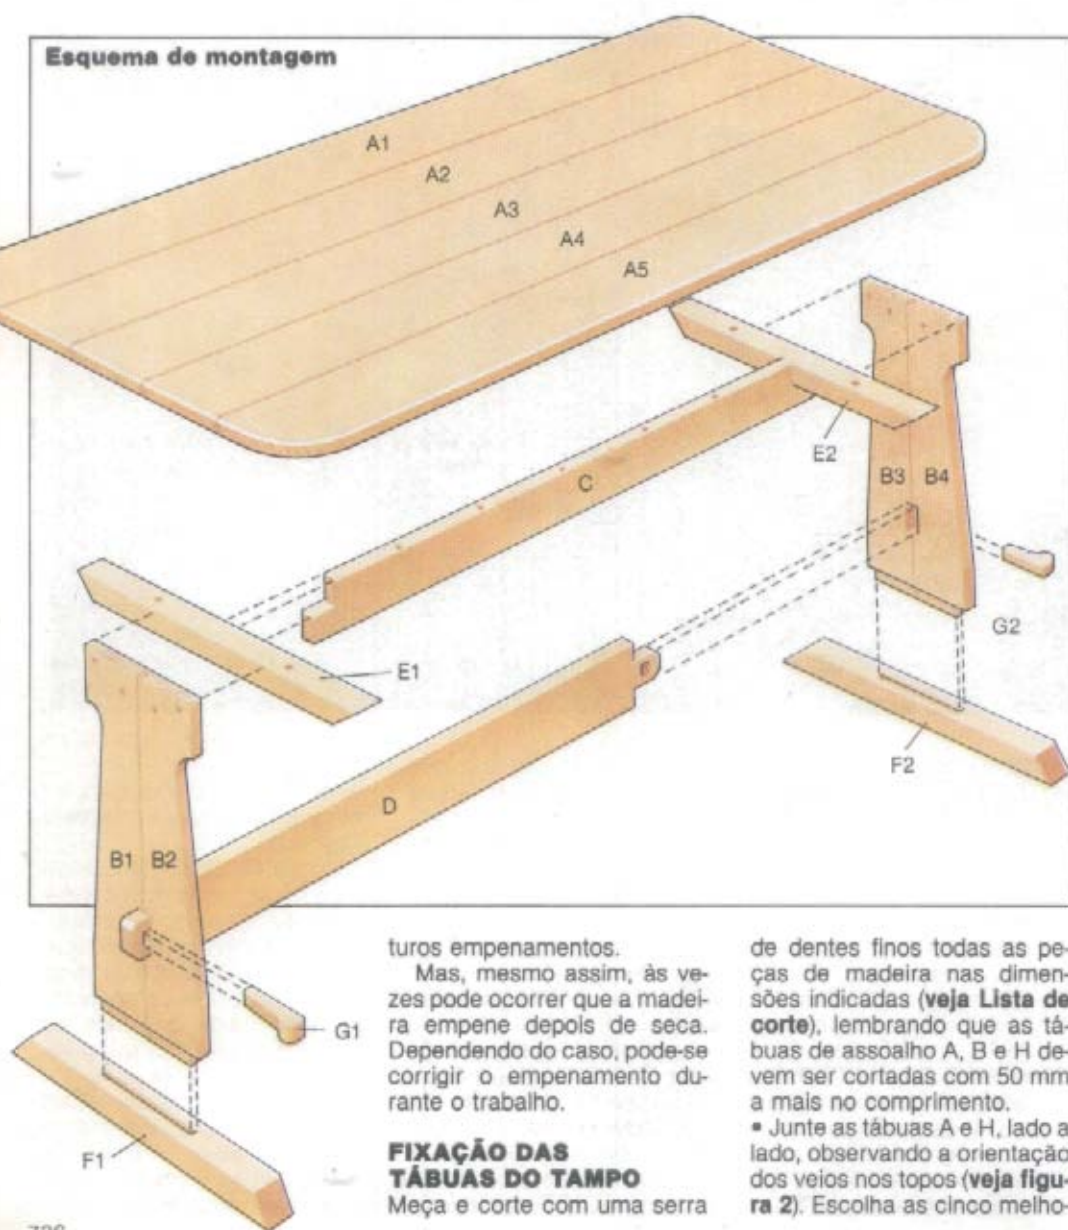 Esquema de montagem
A1
A2
A3
A4
A5
E2
B3
B4
C
G2
E1
F2
D
B1
B2
G1
F1
turos empenamentos.
Mas, mesmo assim, às ve-
zes pode ocorrer que a madei-
ra empene depois de seca.
Dependendo do caso, pode-se
corrigir o empenamento du-
rante o trabalho.
FIXAÇÃO DAS
TÁBUAS DO TAMPO
Meça e corte com uma serra
de dentes finos todas as pe-
ças de madeira nas dimen-
sões indicadas (veja Lista de
corte), lembrando que as tá-
buas de assoalho A, B e H de-
vem ser cortadas com 50 mm
a mais no comprimento.
• Junte as tábuas A e H, lado a
lado, observando a orientação
dos veios nos topos (veja figu-
ra 2). Escolha as cinco melho-